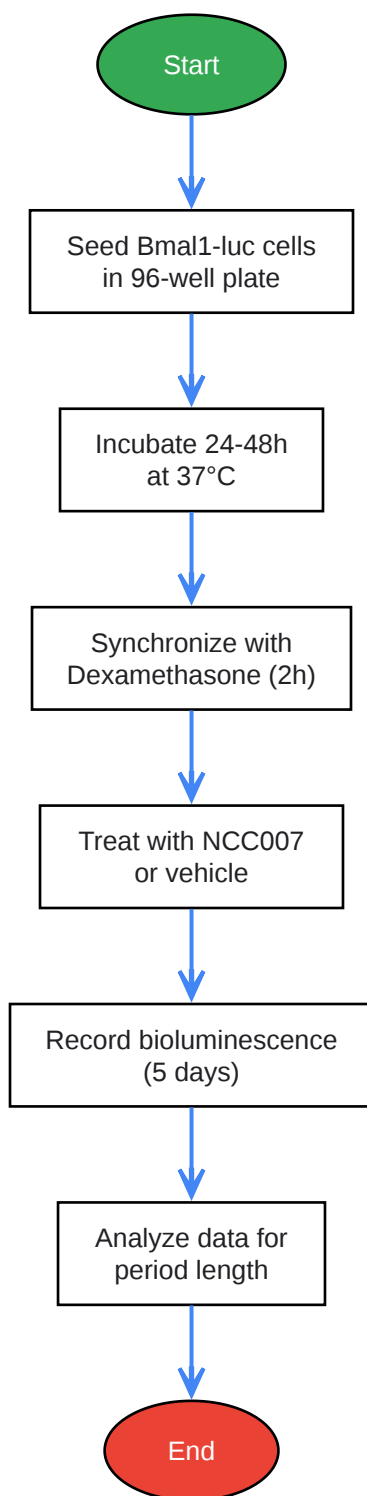 Start
Seed Bmal1-luc cells
in 96-well plate
Incubate 24-48h
at 37°C
Synchronize with
Dexamethasone (2h)
Treat with NCC007
or vehicle
Record bioluminescence
(5 days)
Analyze data for
period length
End